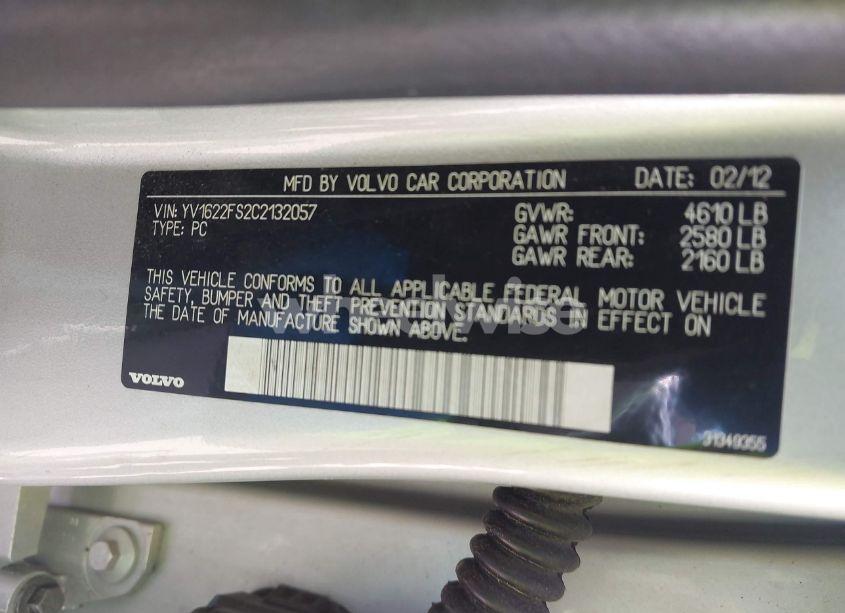 MFD BY VOLVO CAR CORPORATION DATE: 02/12
VIN: YV1622FS2C2132057 GVWR: 4610 LB
TYPE: PC GAWR FRONT: 2580 LB
GAWR REAR: 2160 LB
THIS VEHICLE CONFORMS TO ALL APPLICABLE FEDERAL MOTOR VEHICLE
SAFETY, BUMPER AND THEFT PREVENTION STANDARDS IN EFFECT ON
THE DATE OF MANUFACTURE SHOWN ABOVE.
wheelwise
VOLVO
31349355